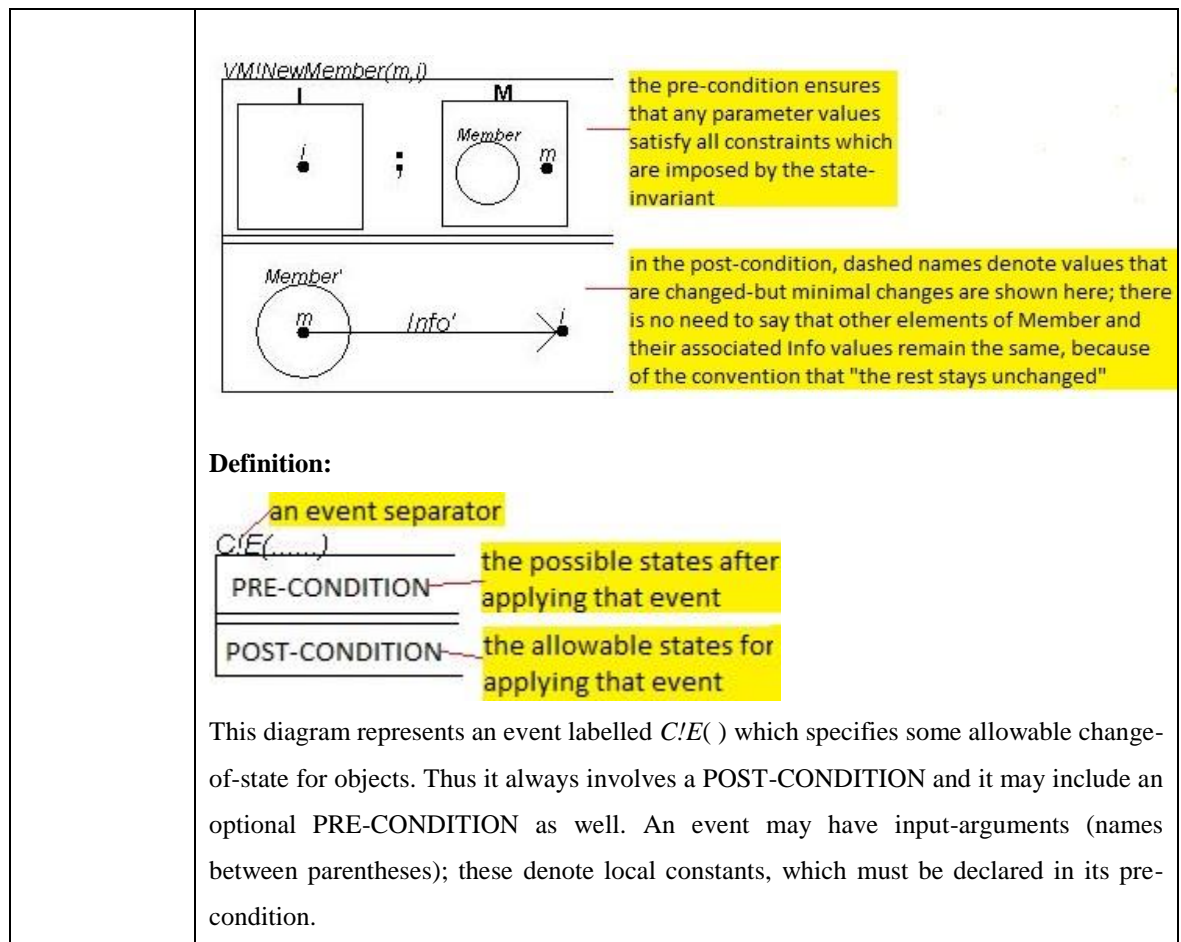 VM!NewMember(m,i)
I
M
i
;
Member
m
the pre-condition ensures
that any parameter values
satisfy all constraints which
are imposed by the state-
invariant
Member'
m
Info'
i
in the post-condition, dashed names denote values that
are changed-but minimal changes are shown here; there
is no need to say that other elements of Member and
their associated Info values remain the same, because
of the convention that "the rest stays unchanged"
Definition:
an event separator
C!E(......)
PRE-CONDITION
the possible states after
applying that event
POST-CONDITION
the allowable states for
applying that event
This diagram represents an event labelled C!E( ) which specifies some allowable change-
of-state for objects. Thus it always involves a POST-CONDITION and it may include an
optional PRE-CONDITION as well. An event may have input-arguments (names
between parentheses); these denote local constants, which must be declared in its pre-
condition.